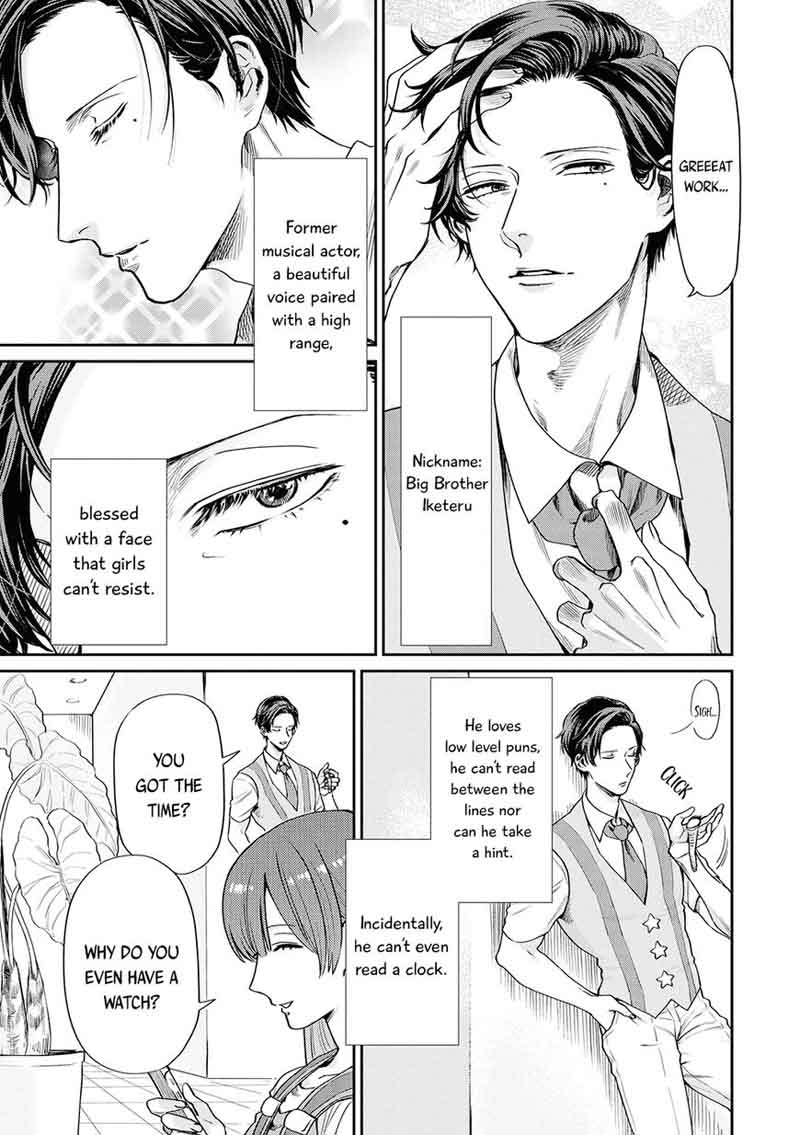 GREEEAT
WORK...
Nickname:
Big Brother
Iketeru
Former
musical actor,
a beautiful
voice paired
with a high
range,
blessed
with a face
that girls
can't resist.
SIGH...
CLICK
He loves
low level puns,
he can't read
between the
lines nor
can he take
a hint.
Incidentally,
he can't even
read a clock.
YOU
GOT THE
TIME?
WHY DO YOU
EVEN HAVE A
WATCH?